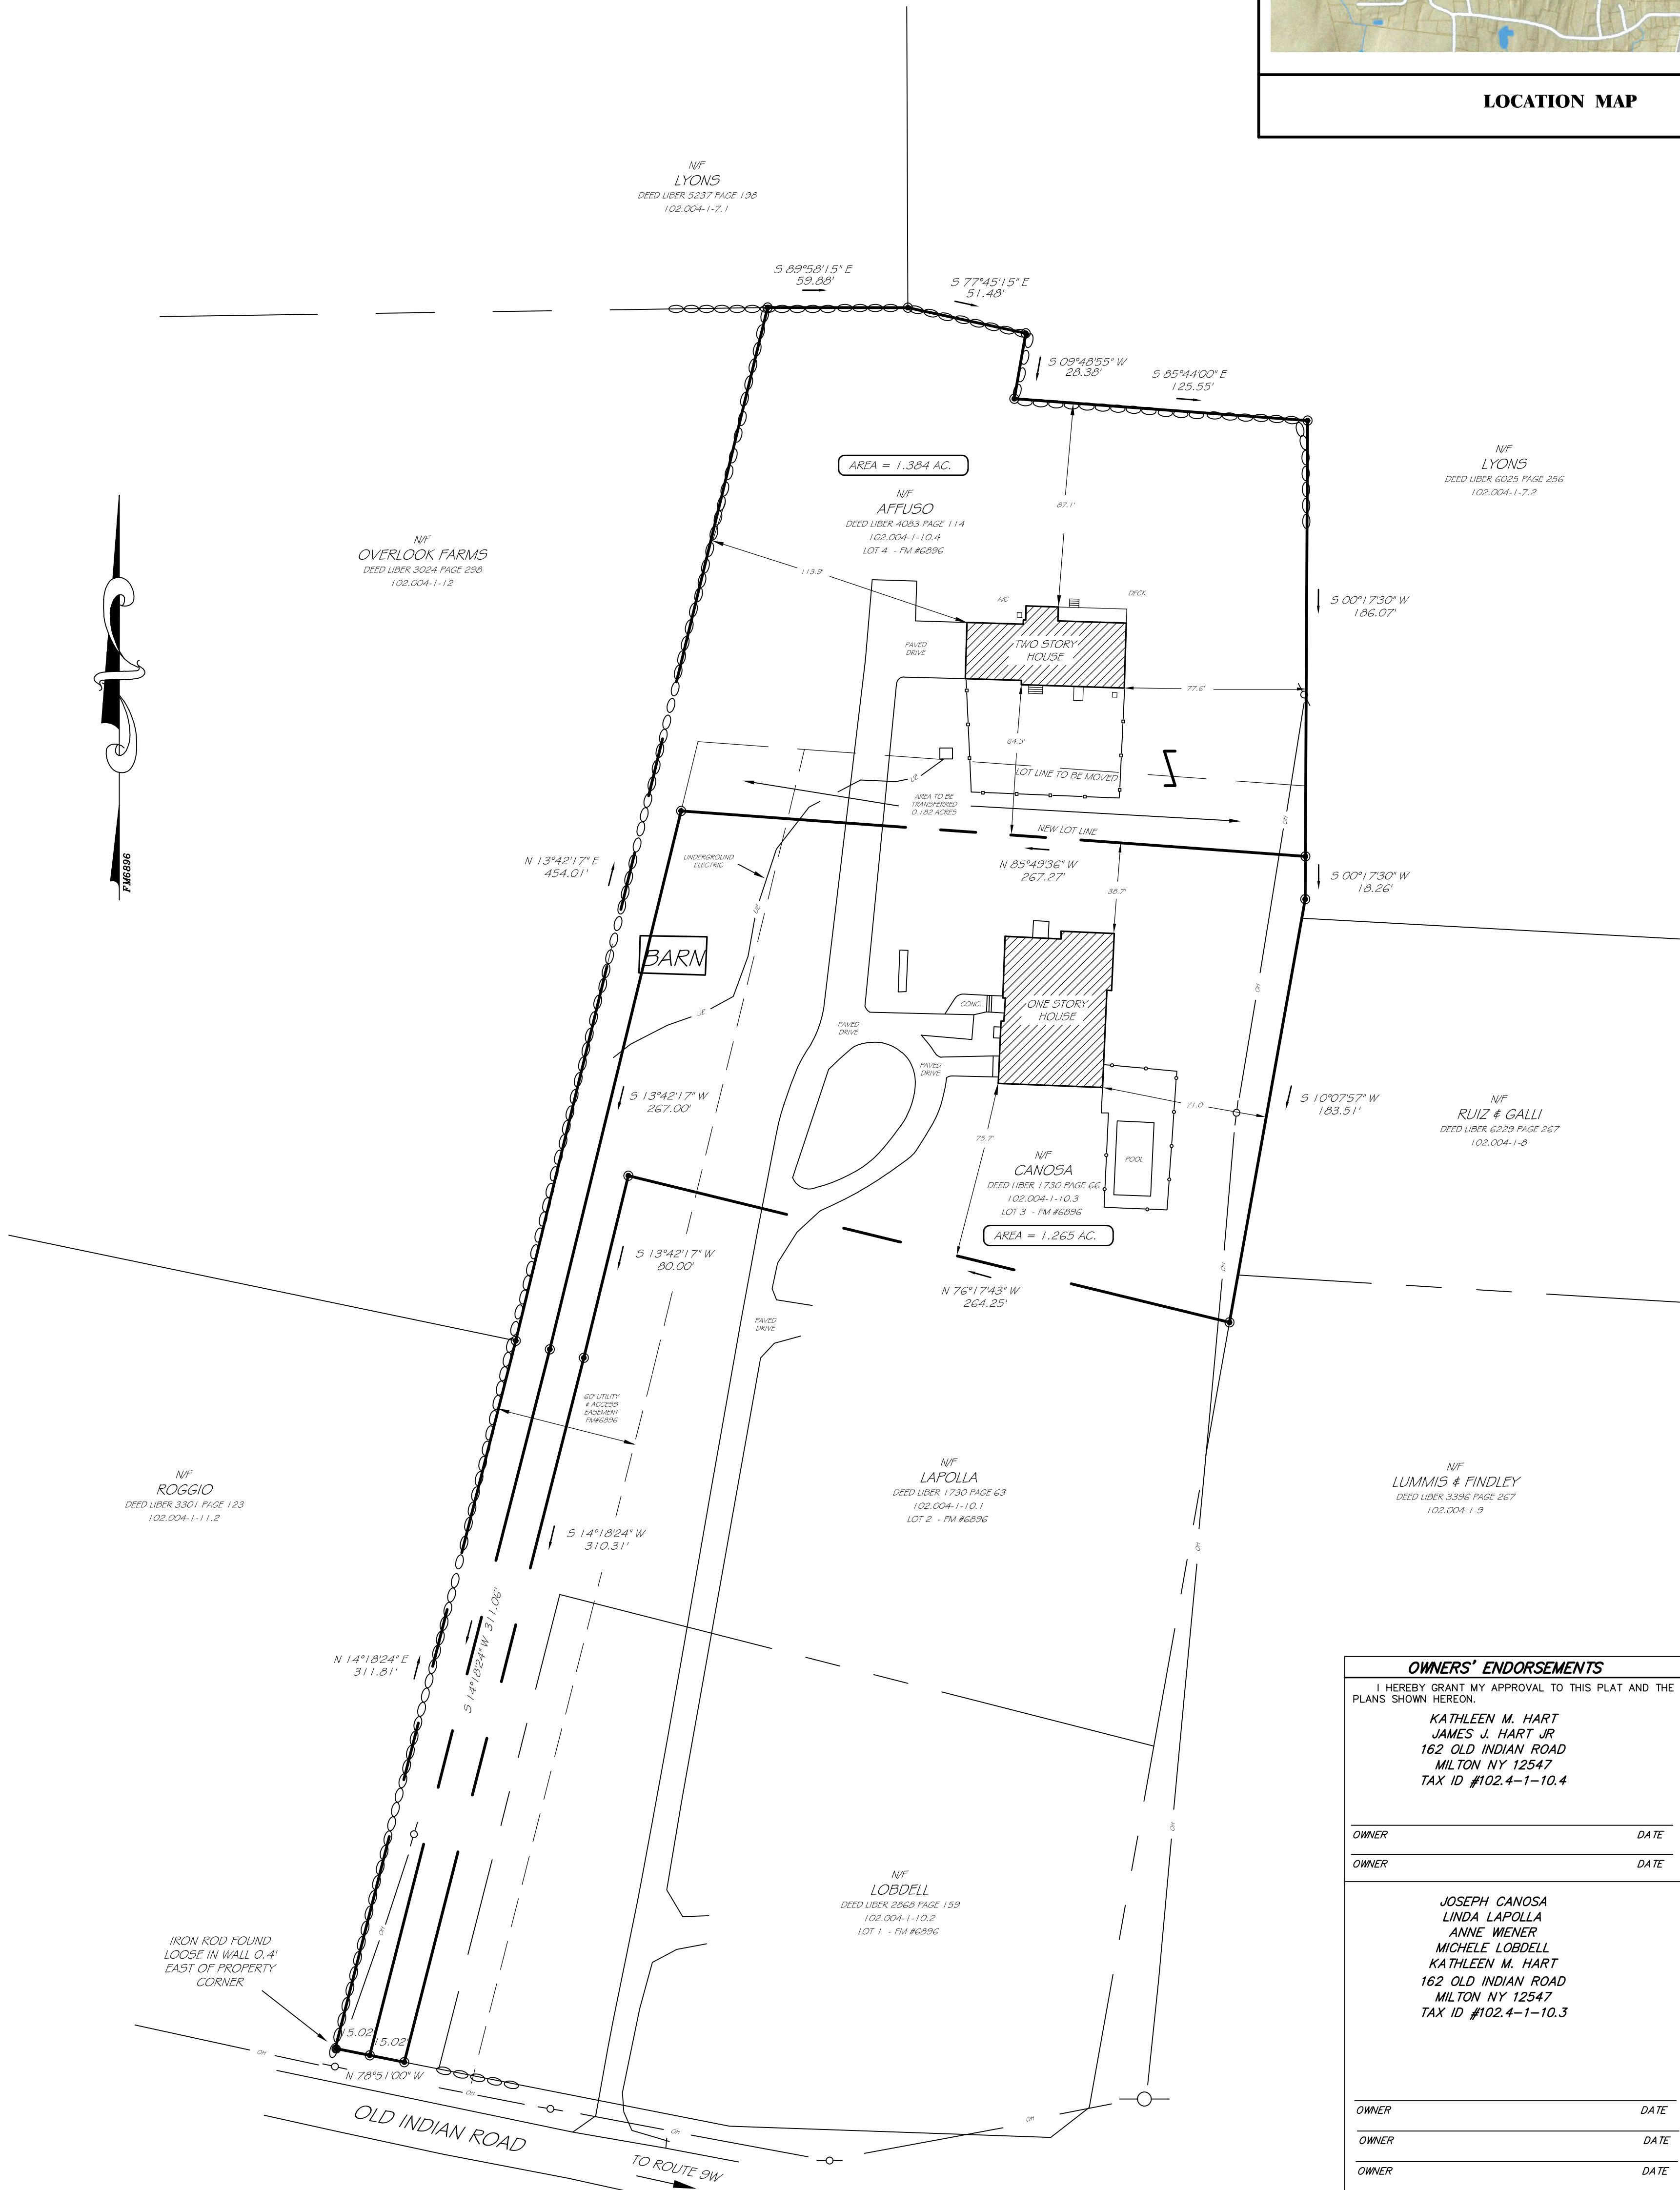 LOCATION MAP
N/F
LYONS
DEED LIBER 5237 PAGE 198
102.004-1-7.1
S 89°58'15" E
59.88'
S 77°45'15" E
51.48'
S 09°48'55" W
28.38'
S 85°44'00" E
125.55'
AREA = 1.384 AC.
N/F
AFFUSO
DEED LIBER 4083 PAGE 114
102.004-1-10.4
LOT 4 - FM #6896
87.1'
N/F
LYONS
DEED LIBER 6025 PAGE 256
102.004-1-7.2
N/F
OVERLOOK FARMS
DEED LIBER 3024 PAGE 298
102.004-1-12
FM6896
113.9'
A/C
DECK
PAVED
DRIVE
TWO STORY
HOUSE
S 00°17'30" W
186.07'
77.6'
64.3'
LOT LINE TO BE MOVED
UE
AREA TO BE
TRANSFERRED
0.182 ACRES
OH
NEW LOT LINE
N 85°49'36" W
267.27'
UNDERGROUND
ELECTRIC
N 13°42'17" E
454.01'
38.7'
S 00°17'30" W
18.26'
UE
BARN
OH
UE
CONC.
ONE STORY
HOUSE
PAVED
DRIVE
PAVED
DRIVE
S 13°42'17" W
267.00'
71.0'
S 10°07'57" W
183.51'
N/F
RUIZ & GALLI
DEED LIBER 6229 PAGE 267
102.004-1-8
75.7'
POOL
N/F
CANOSA
DEED LIBER 1730 PAGE 66
102.004-1-10.3
LOT 3 - FM #6896
AREA = 1.265 AC.
S 13°42'17" W
80.00'
OH
N 76°17'43" W
264.25'
PAVED
DRIVE
60' UTILITY
& ACCESS
EASEMENT
FM#6896
N/F
ROGGIO
DEED LIBER 3301 PAGE 123
102.004-1-11.2
N/F
LAPOLLA
DEED LIBER 1730 PAGE 63
102.004-1-10.1
LOT 2 - FM #6896
N/F
LUMMIS & FINDLEY
DEED LIBER 3396 PAGE 267
102.004-1-9
S 14°18'24" W
310.31'
OH
S 14°18'24" W 311.06'
N 14°18'24" E
311.81'
OH
OH
N/F
LOBDELL
DEED LIBER 2868 PAGE 159
102.004-1-10.2
LOT 1 - FM #6896
IRON ROD FOUND
LOOSE IN WALL 0.4'
EAST OF PROPERTY
CORNER
15.02'
15.02'
N 78°51'00" W
OH
OH
OH
OH
OLD INDIAN ROAD
TO ROUTE 9W
OWNERS' ENDORSEMENTS
I HEREBY GRANT MY APPROVAL TO THIS PLAT AND THE
PLANS SHOWN HEREON.
KATHLEEN M. HART
JAMES J. HART JR
162 OLD INDIAN ROAD
MILTON NY 12547
TAX ID #102.4-1-10.4
OWNER DATE
OWNER DATE
JOSEPH CANOSA
LINDA LAPOLLA
ANNE WIENER
MICHELE LOBDELL
KATHLEEN M. HART
162 OLD INDIAN ROAD
MILTON NY 12547
TAX ID #102.4-1-10.3
OWNER DATE
OWNER DATE
OWNER DATE